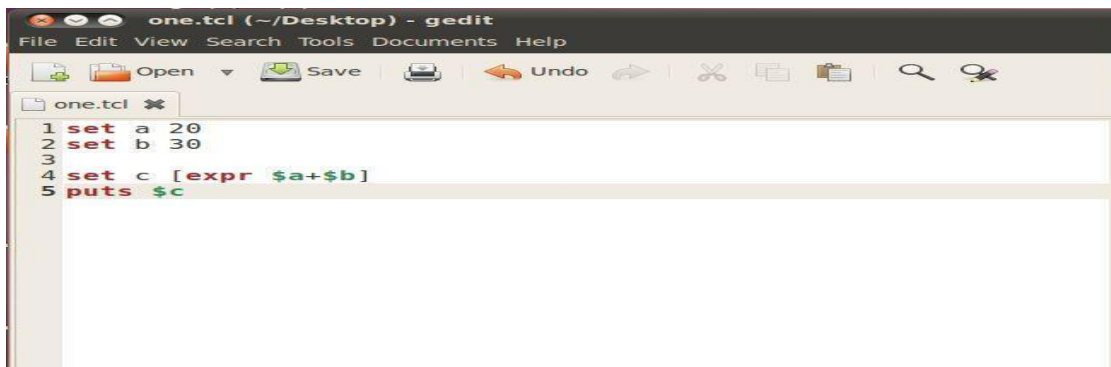 one.tcl (~/Desktop) - gedit
File Edit View Search Tools Documents Help
Open Save Undo
one.tcl
1 set a 20
2 set b 30
3
4 set c [expr $a+$b]
5 puts $c